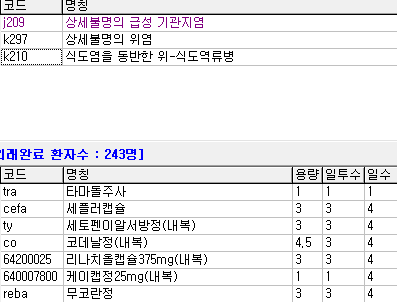 코드 명칭
j209 상세불명의 급성 기관지염
k297 상세불명의 위염
k210 식도염을 동반한 위-식도역류병
외래완료 환자수 : 243명]
코드 명칭 용량 일투수 일수
tra 타마돌주사 1 1 1
cefa 세플러캡슐 3 3 4
ty 세토펜이알서방정(내복) 3 3 4
co 코데날정(내복) 4,5 3 4
64200025 리나치올캡슐375mg(내복) 3 3 4
640007800 케이캡정25mg(내복) 1 1 4
reba 무코란정 3 3 4